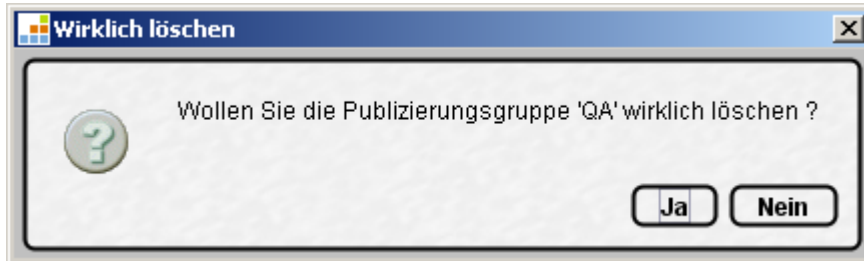 Wirklich löschen
Wollen Sie die Publizierungsgruppe 'QA' wirklich löschen ?
Ja
Nein